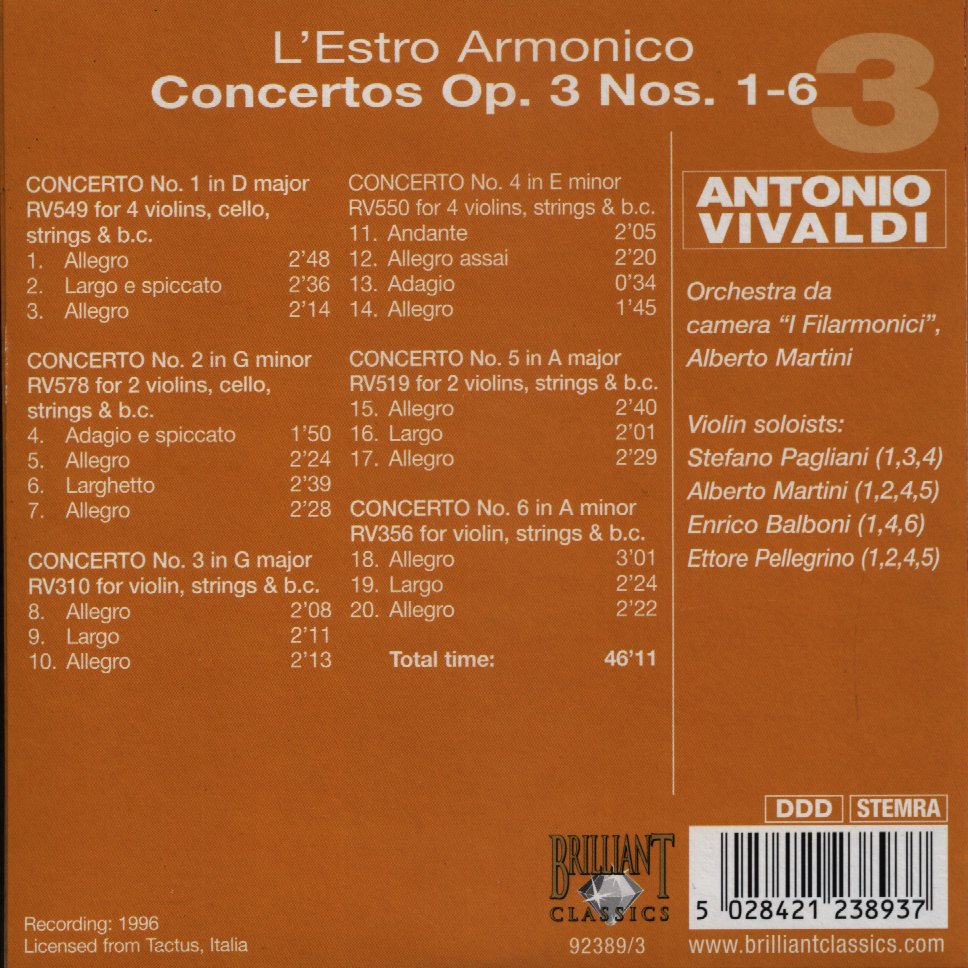 L'Estro Armonico
Concertos Op. 3 Nos. 1-6
3
CONCERTO No. 1 in D major
RV549 for 4 violins, cello,
strings & b.c.
1. Allegro 2'48
2. Largo e spiccato 2'36
3. Allegro 2'14
CONCERTO No. 2 in G minor
RV578 for 2 violins, cello,
strings & b.c.
4. Adagio e spiccato 1'50
5. Allegro 2'24
6. Larghetto 2'39
7. Allegro 2'28
CONCERTO No. 3 in G major
RV310 for violin, strings & b.c.
8. Allegro 2'08
9. Largo 2'11
10. Allegro 2'13
CONCERTO No. 4 in E minor
RV550 for 4 violins, strings & b.c.
11. Andante 2'05
12. Allegro assai 2'20
13. Adagio 0'34
14. Allegro 1'45
CONCERTO No. 5 in A major
RV519 for 2 violins, strings & b.c.
15. Allegro 2'40
16. Largo 2'01
17. Allegro 2'29
CONCERTO No. 6 in A minor
RV356 for violin, strings & b.c.
18. Allegro 3'01
19. Largo 2'24
20. Allegro 2'22
Total time: 46'11
ANTONIO
VIVALDI
Orchestra da
camera "I Filarmonici",
Alberto Martini
Violin soloists:
Stefano Pagliani (1,3,4)
Alberto Martini (1,2,4,5)
Enrico Balboni (1,4,6)
Ettore Pellegrino (1,2,4,5)
DDD STEMRA
BRILLIANT
CLASSICS
92389/3
5 028421 238937
www.brilliantclassics.com
Recording: 1996
Licensed from Tactus, Italia